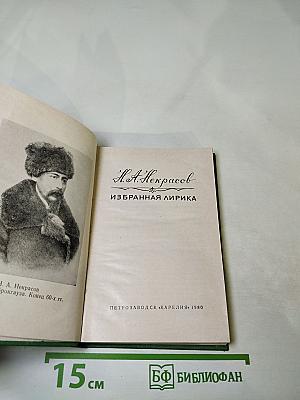 Н. А. Некрасов
Конец 60-х гг.
Н. А. Некрасов
ИЗБРАННАЯ ЛИРИКА
ПЕТРОЗАВОДСК «КАРЕЛИЯ» 1980
15 см
БФ БИБЛИОФАН